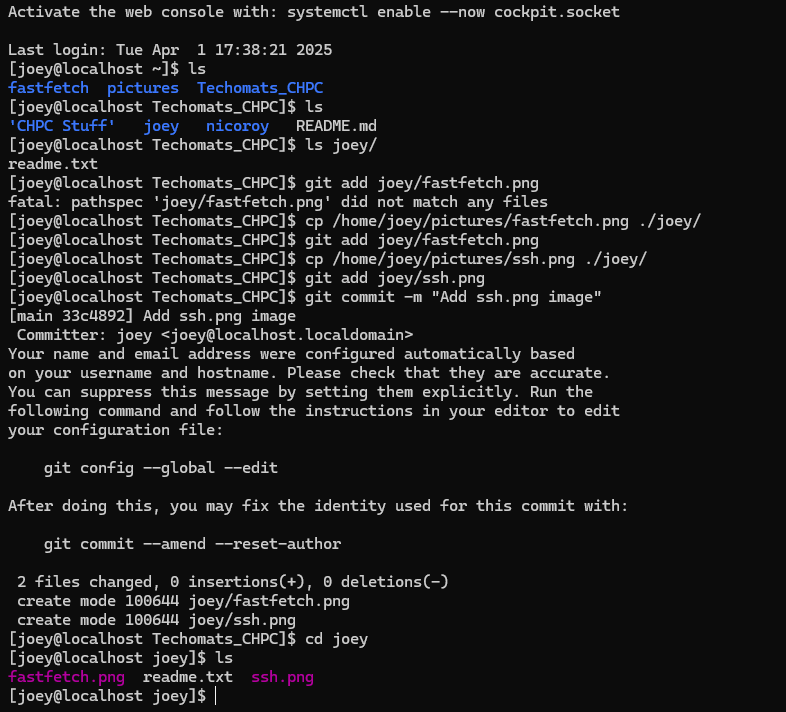 Activate the web console with: systemctl enable --now cockpit.socket
Last login: Tue Apr  1 17:38:21 2025
[joey@localhost ~]$ ls
fastfetch  pictures  Techomats_CHPC
[joey@localhost Techomats_CHPC]$ ls
'CHPC Stuff'   joey   nicoroy   README.md
[joey@localhost Techomats_CHPC]$ ls joey/
readme.txt
[joey@localhost Techomats_CHPC]$ git add joey/fastfetch.png
fatal: pathspec 'joey/fastfetch.png' did not match any files
[joey@localhost Techomats_CHPC]$ cp /home/joey/pictures/fastfetch.png ./joey/
[joey@localhost Techomats_CHPC]$ git add joey/fastfetch.png
[joey@localhost Techomats_CHPC]$ cp /home/joey/pictures/ssh.png ./joey/
[joey@localhost Techomats_CHPC]$ git add joey/ssh.png
[joey@localhost Techomats_CHPC]$ git commit -m "Add ssh.png image"
[main 33c4892] Add ssh.png image
 Committer: joey <joey@localhost.localdomain>
Your name and email address were configured automatically based
on your username and hostname. Please check that they are accurate.
You can suppress this message by setting them explicitly. Run the
following command and follow the instructions in your editor to edit
your configuration file:
    git config --global --edit
After doing this, you may fix the identity used for this commit with:
    git commit --amend --reset-author
 2 files changed, 0 insertions(+), 0 deletions(-)
 create mode 100644 joey/fastfetch.png
 create mode 100644 joey/ssh.png
[joey@localhost Techomats_CHPC]$ cd joey
[joey@localhost joey]$ ls
fastfetch.png  readme.txt  ssh.png
[joey@localhost joey]$